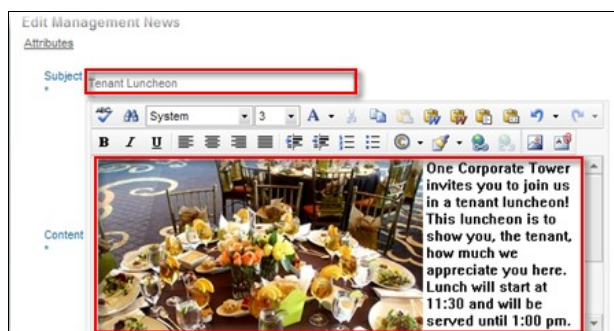 Edit Management News
Attributes
Subject
*
Tenant Luncheon
ABC
System
3
A
B I U
Content
*
One Corporate Tower
invites you to join us
in a tenant luncheon!
This luncheon is to
show you, the tenant,
how much we
appreciate you here.
Lunch will start at
11:30 and will be
served until 1:00 pm.